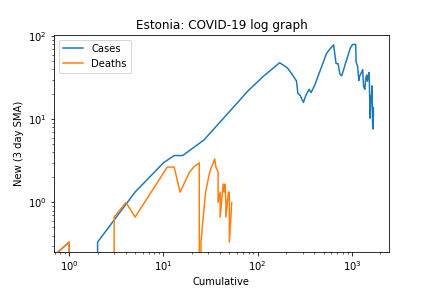 Estonia: COVID-19 log graph
Cases
Deaths
New (3 day SMA)
10²
10¹
10⁰
10⁰ 10¹ 10² 10³
Cumulative